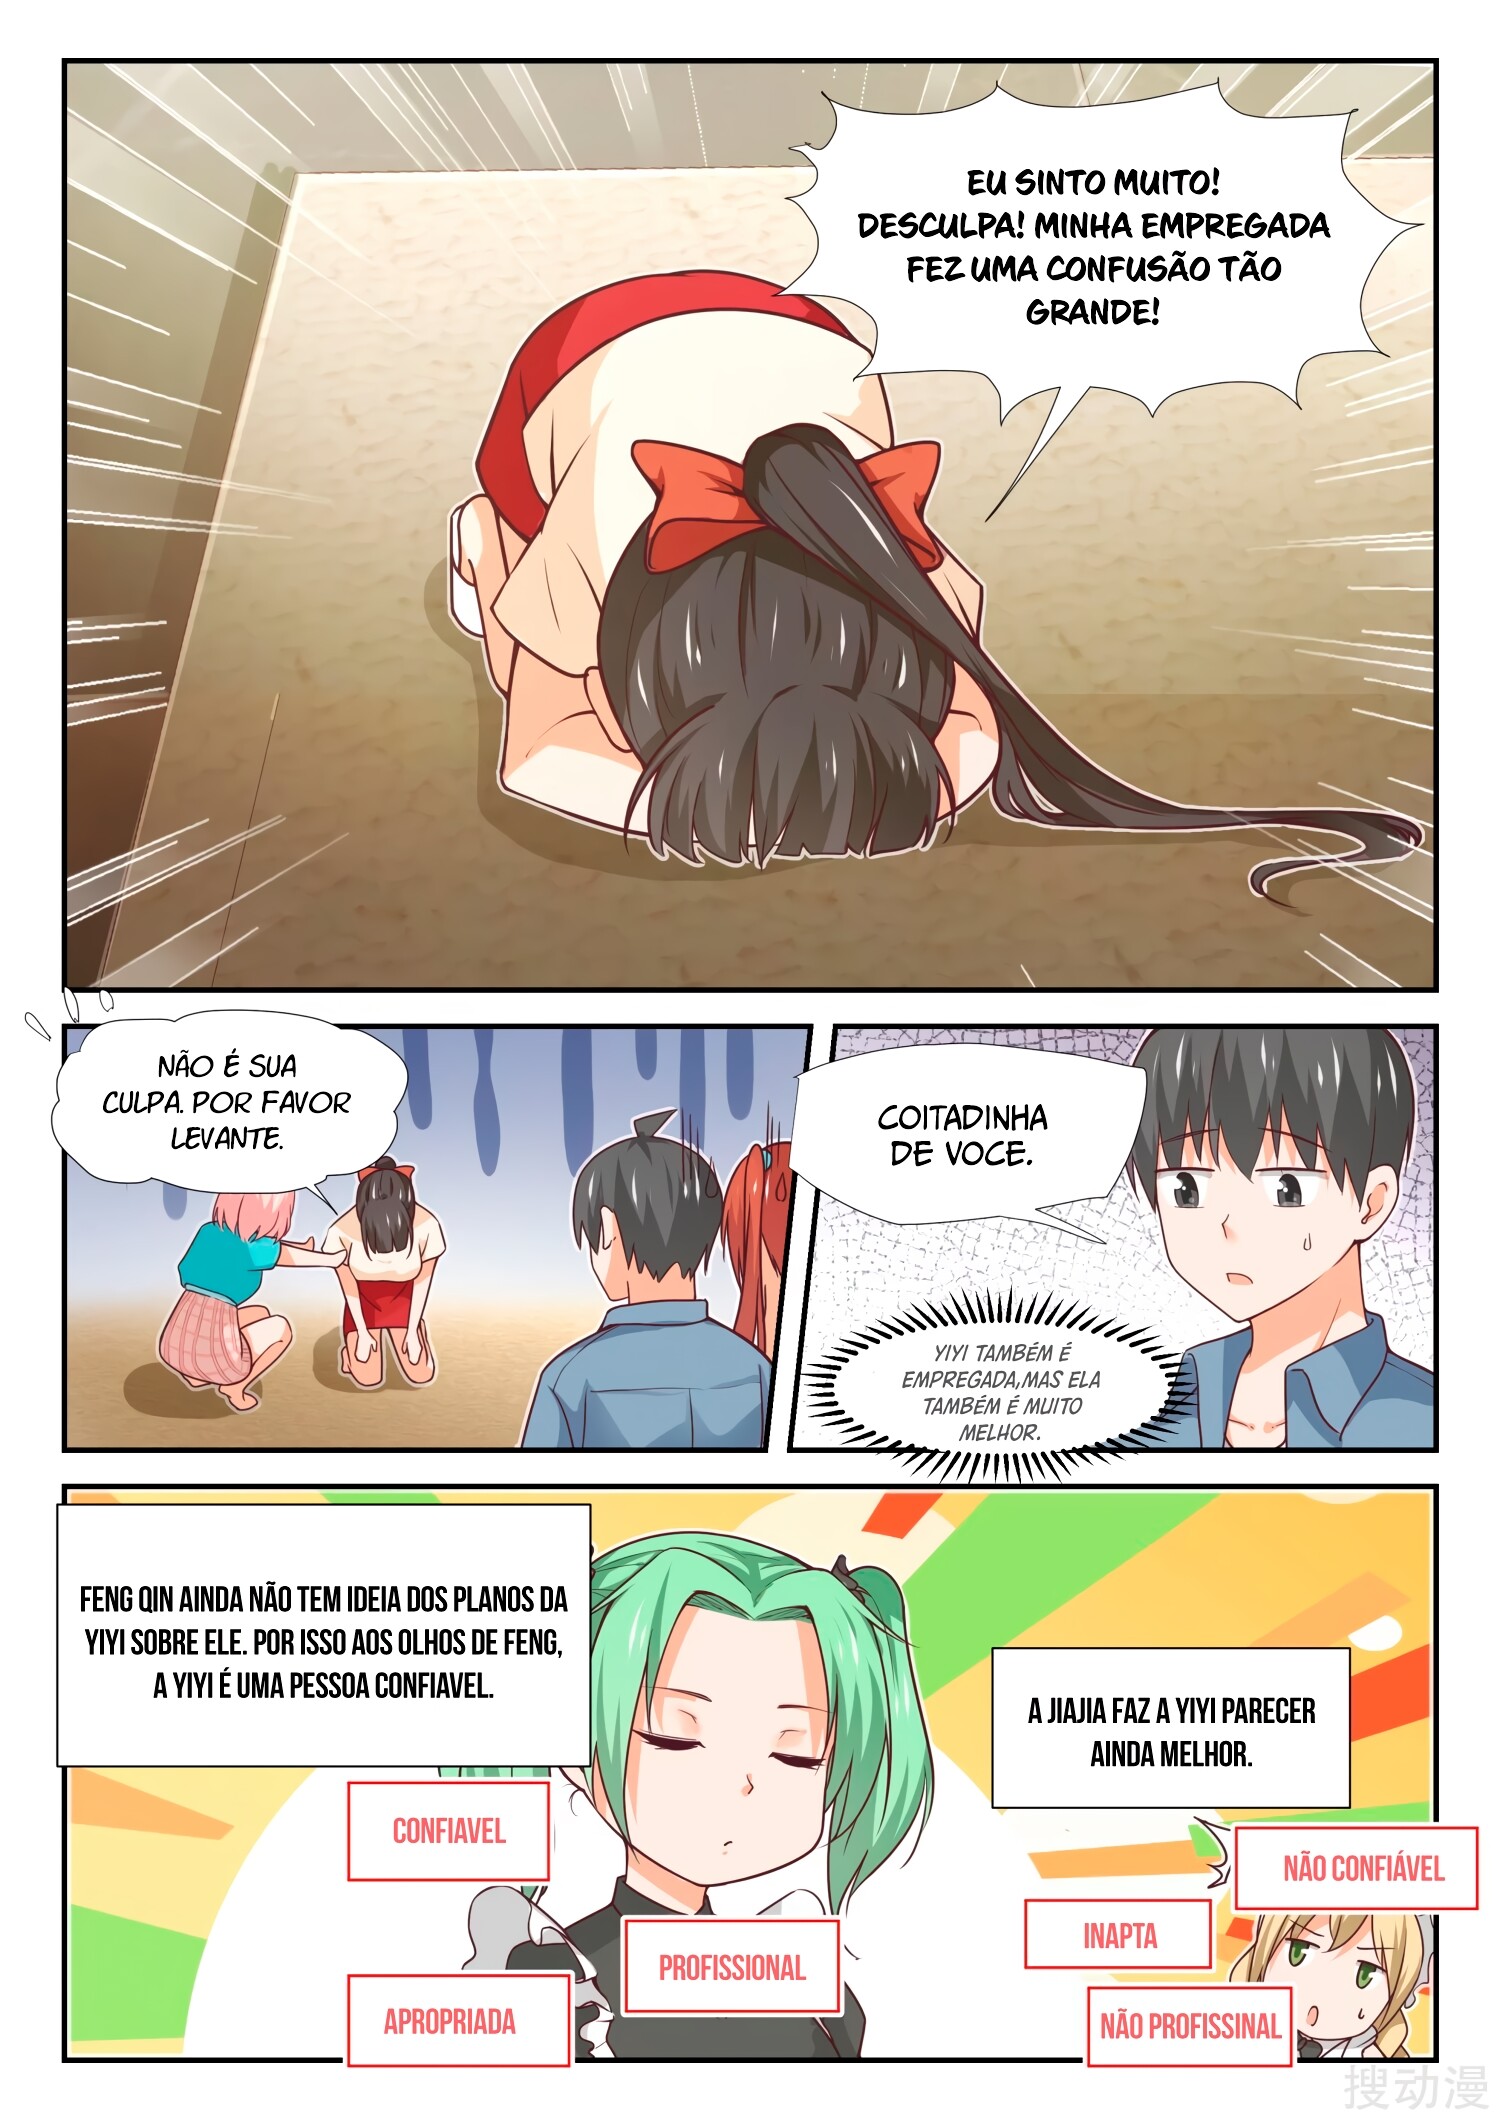 EU SINTO MUITO!
DESCULPA! MINHA EMPREGADA
FEZ UMA CONFUSÃO TÃO
GRANDE!
NÃO É SUA
CULPA. POR FAVOR
LEVANTE.
COITADINHA
DE VOCE.
YIYI TAMBÉM É
EMPREGADA,MAS ELA
TAMBÉM É MUITO
MELHOR.
FENG QIN AINDA NÃO TEM IDEIA DOS PLANOS DA
YIYI SOBRE ELE. POR ISSO AOS OLHOS DE FENG,
A YIYI É UMA PESSOA CONFIAVEL.
A JIAJIA FAZ A YIYI PARECER
AINDA MELHOR.
CONFIAVEL
PROFISSIONAL
APROPRIADA
NÃO CONFIÁVEL
INAPTA
NÃO PROFISSINAL
搜动漫